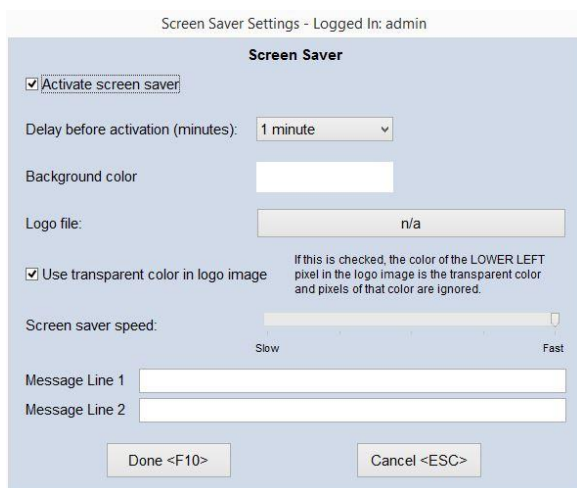 Screen Saver Settings - Logged In: admin
Screen Saver
Activate screen saver
Delay before activation (minutes): 1 minute
Background color
Logo file: n/a
Use transparent color in logo image
If this is checked, the color of the LOWER LEFT
pixel in the logo image is the transparent color
and pixels of that color are ignored.
Screen saver speed:
Slow Fast
Message Line 1
Message Line 2
Done <F10> Cancel <ESC>